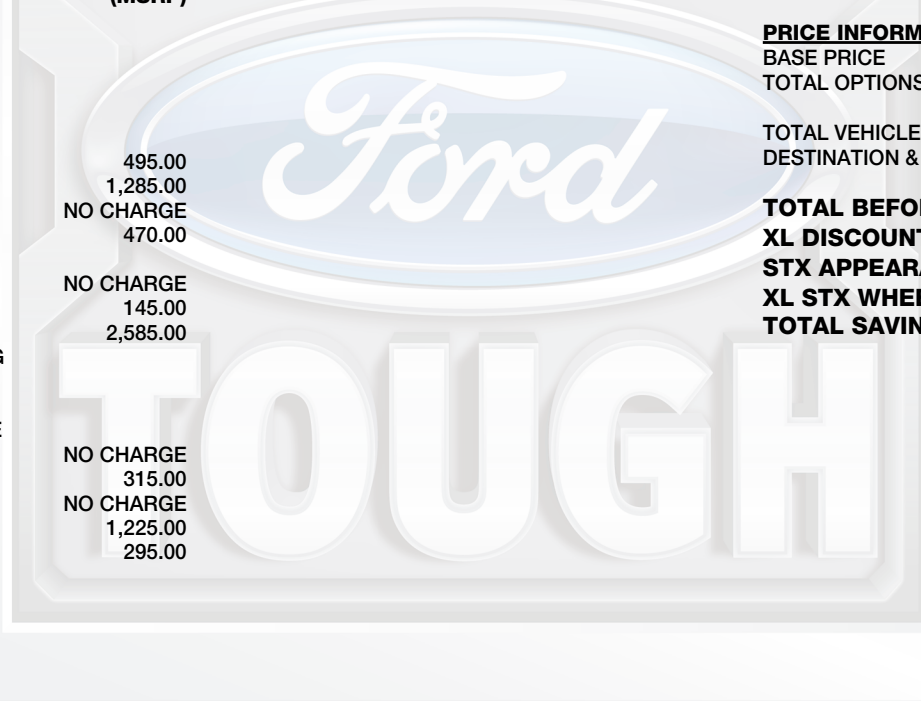 (MSRP)
495.00
1,285.00
NO CHARGE
470.00
NO CHARGE
145.00
2,585.00
NO CHARGE
315.00
NO CHARGE
1,225.00
295.00
Ford
TOUGH
PRICE INFORM
BASE PRICE
TOTAL OPTIONS
TOTAL VEHICLE
DESTINATION &
TOTAL BEFO
XL DISCOUNT
STX APPEAR
XL STX WHE
TOTAL SAVIN